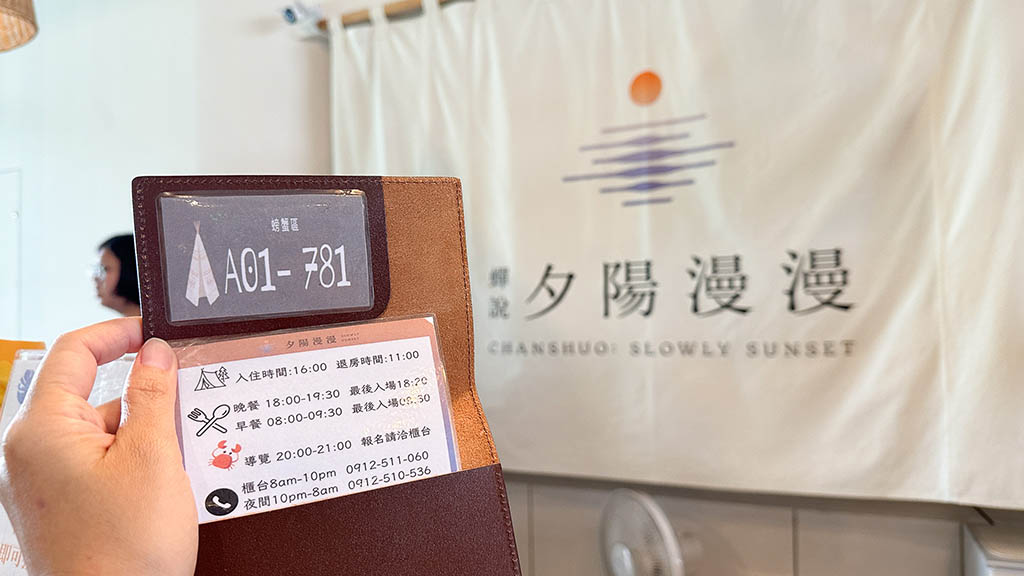 螃蟹區
A01-781
夕陽漫漫
入住時間:16:00 退房時間:11:00
晚餐 18:00-19:30 最後入場18:20
早餐 08:00-09:30 最後入場
導覽 20:00-21:00 報名請洽櫃台
櫃台8am-10pm 0912-511-060
夜間10pm-8am 0912-510-536
蟬說
夕陽漫漫
CHANSHUO: SLOWLY SUNSET